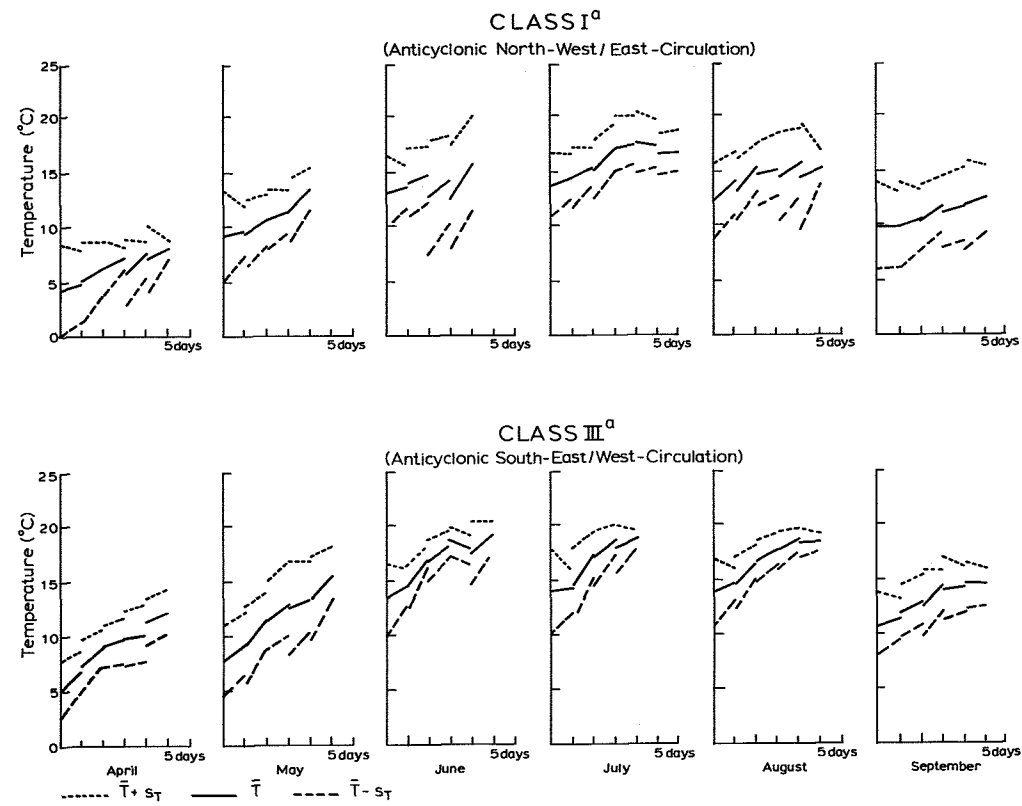 CLASS Iᵃ
(Anticyclonic North-West/East-Circulation)
Temperature (°C)
25
20
15
10
5
0
5 days
5 days
5 days
5 days
5 days
5 days
CLASS IIIᵃ
(Anticyclonic South-East/West-Circulation)
Temperature (°C)
25
20
15
10
5
0
5 days
5 days
5 days
5 days
5 days
5 days
April
May
June
July
August
September
T̄ + s_T T̄ T̄ - s_T